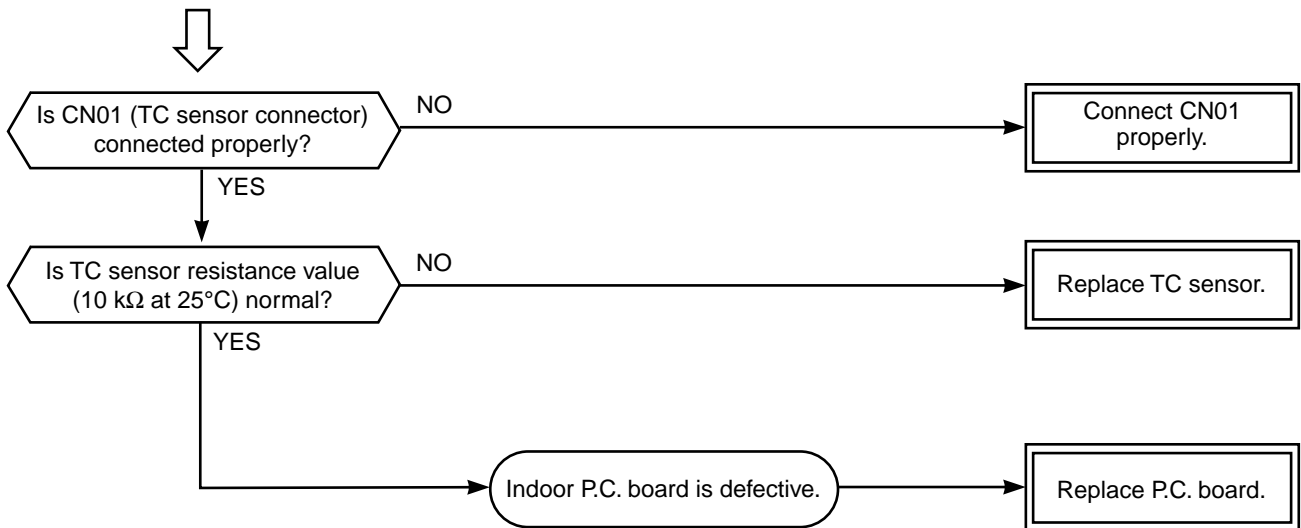 Is CN01 (TC sensor connector)
connected properly?
NO
Connect CN01
properly.
YES
Is TC sensor resistance value
(10 kΩ at 25°C) normal?
NO
Replace TC sensor.
YES
Indoor P.C. board is defective.
Replace P.C. board.